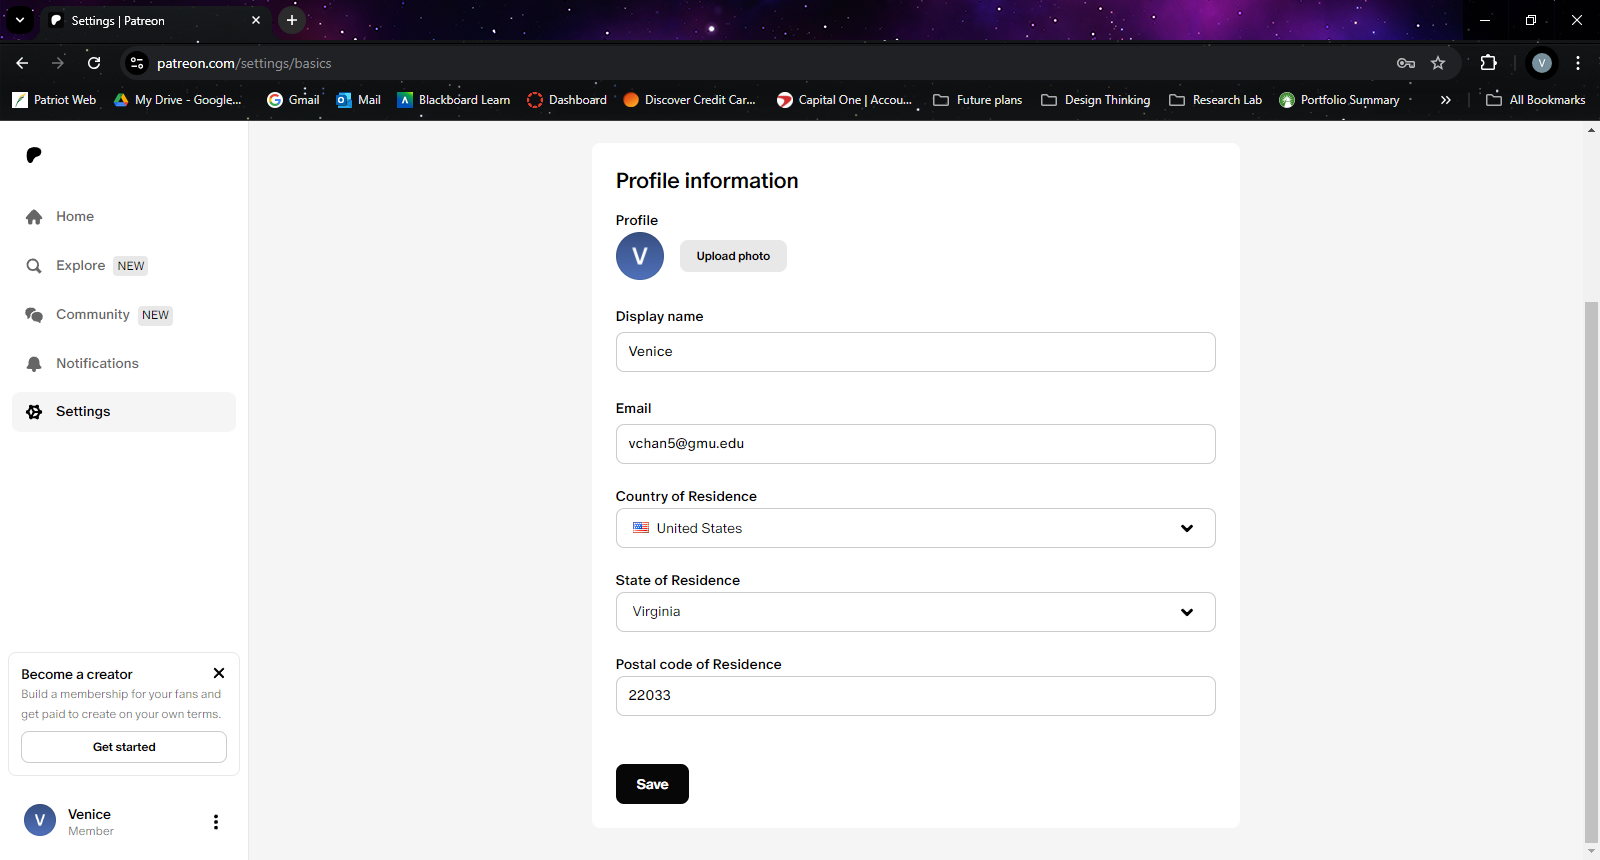 Settings | Patreon
patreon.com/settings/basics
V
Patriot Web
My Drive - Google...
Gmail
Mail
Blackboard Learn
Dashboard
Discover Credit Car...
Capital One | Accou...
Future plans
Design Thinking
Research Lab
Portfolio Summary
All Bookmarks
Home
Explore NEW
Community NEW
Notifications
Settings
Become a creator
Build a membership for your fans and
get paid to create on your own terms.
Get started
V
Venice
Member
Profile information
Profile
V
Upload photo
Display name
Venice
Email
vchan5@gmu.edu
Country of Residence
United States
State of Residence
Virginia
Postal code of Residence
22033
Save